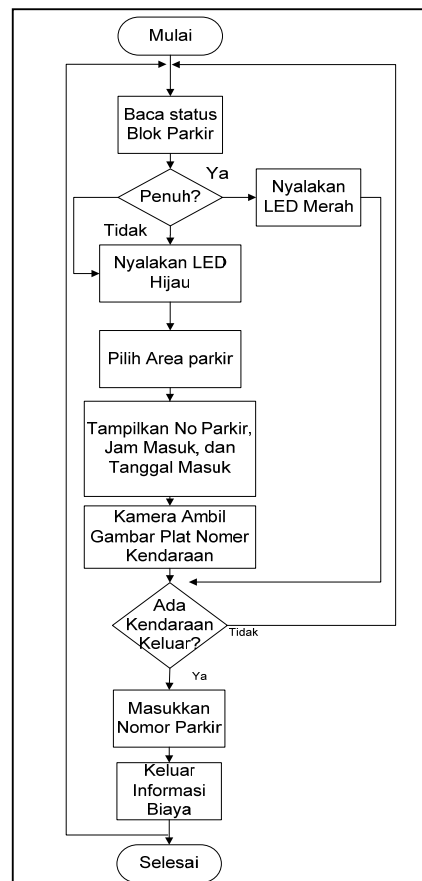 Mulai
Baca status
Blok Parkir
Penuh?
Ya
Nyalakan
LED Merah
Tidak
Nyalakan LED
Hijau
Pilih Area parkir
Tampilkan No Parkir,
Jam Masuk, dan
Tanggal Masuk
Kamera Ambil
Gambar Plat Nomer
Kendaraan
Ada
Kendaraan
Keluar?
Tidak
Ya
Masukkan
Nomor Parkir
Keluar
Informasi
Biaya
Selesai